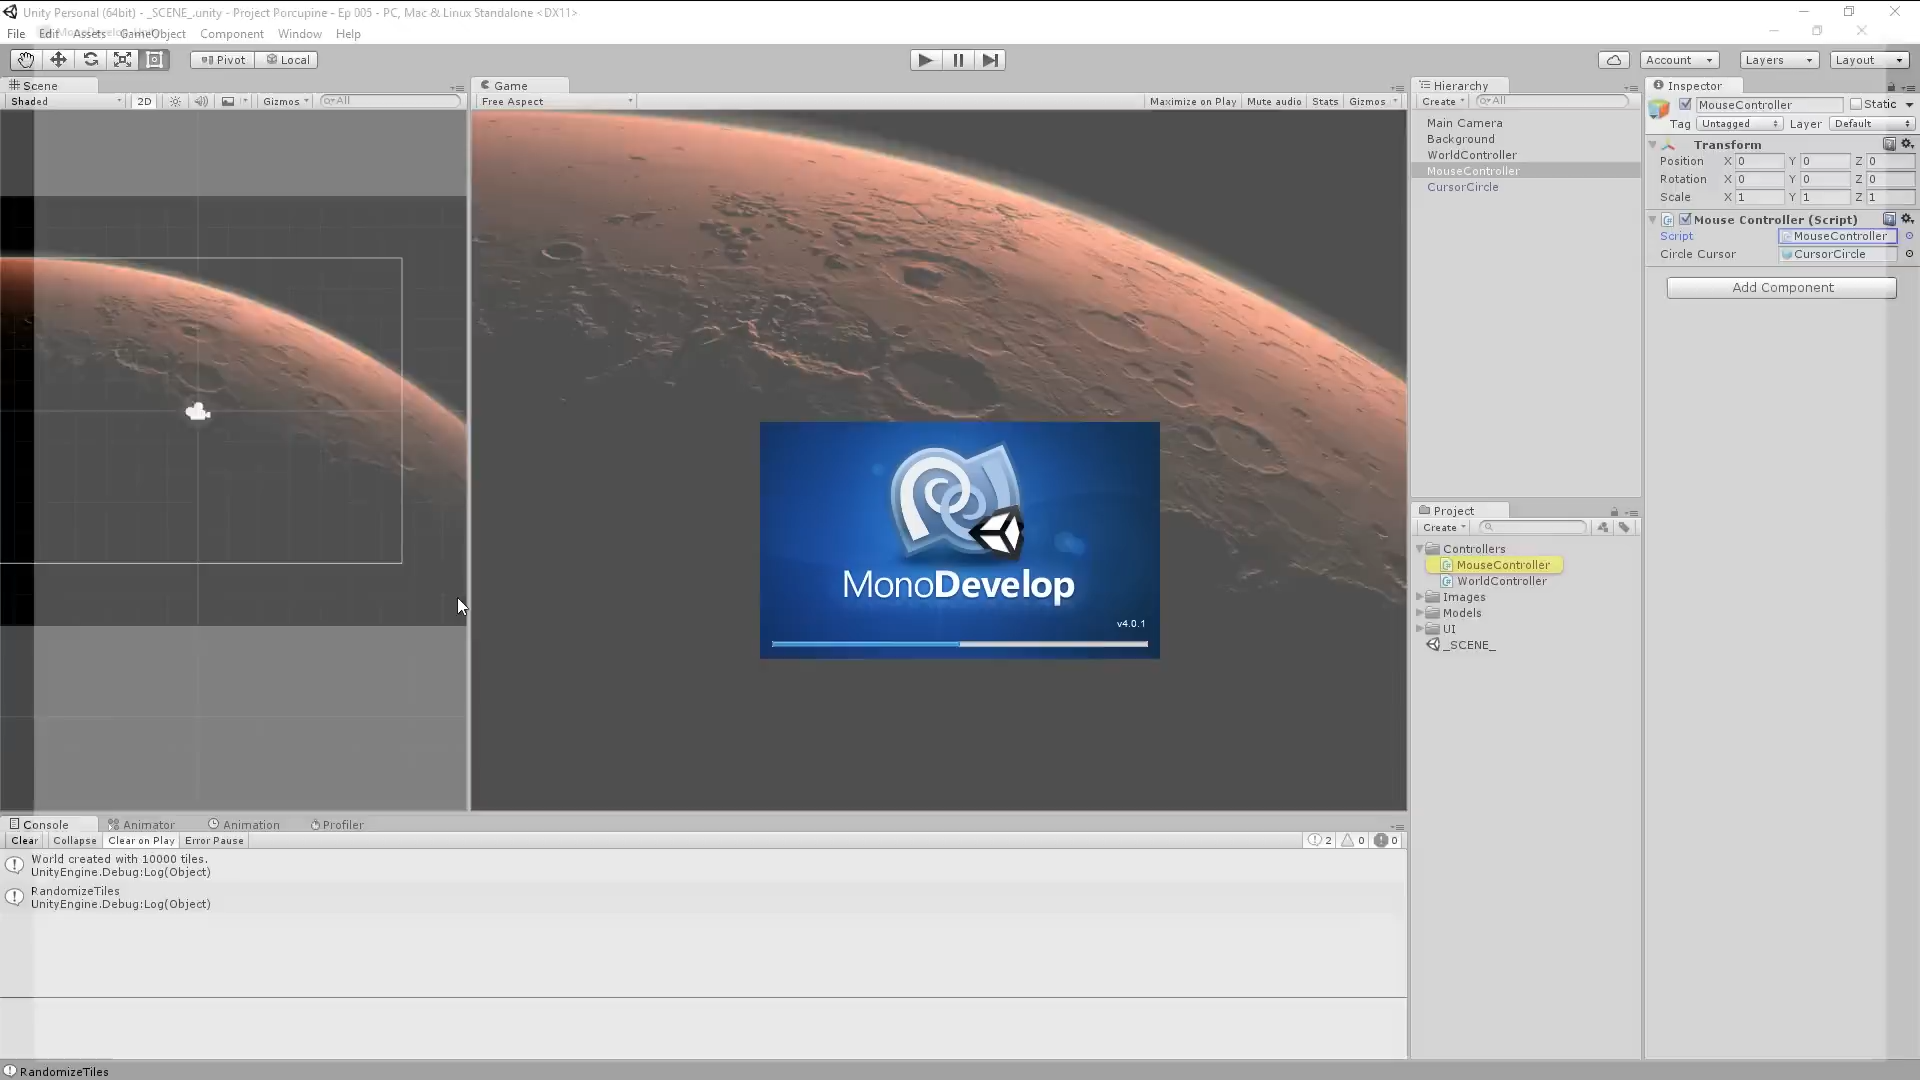 Unity Personal (64bit) - _SCENE_.unity - Project Porcupine - Ep 005 - PC, Mac & Linux Standalone <DX11>
File Edit Assets GameObject Component Window Help
Pivot Local
Account Layers Layout
Scene
Shaded 2D Gizmos All
Game
Free Aspect Maximize on Play Mute audio Stats Gizmos
MonoDevelop
v4.0.1
Hierarchy
Create All
Main Camera
Background
WorldController
MouseController
CursorCircle
Project
Create
Controllers
MouseController
WorldController
Images
Models
UI
_SCENE_
Inspector
MouseController Static
Tag Untagged Layer Default
Transform
Position X 0 Y 0 Z 0
Rotation X 0 Y 0 Z 0
Scale X 1 Y 1 Z 1
Mouse Controller (Script)
Script MouseController
Circle Cursor CursorCircle
Add Component
Console Animator Animation Profiler
Clear Collapse Clear on Play Error Pause 2 0 0
World created with 10000 tiles.
UnityEngine.Debug:Log(Object)
RandomizeTiles
UnityEngine.Debug:Log(Object)
RandomizeTiles